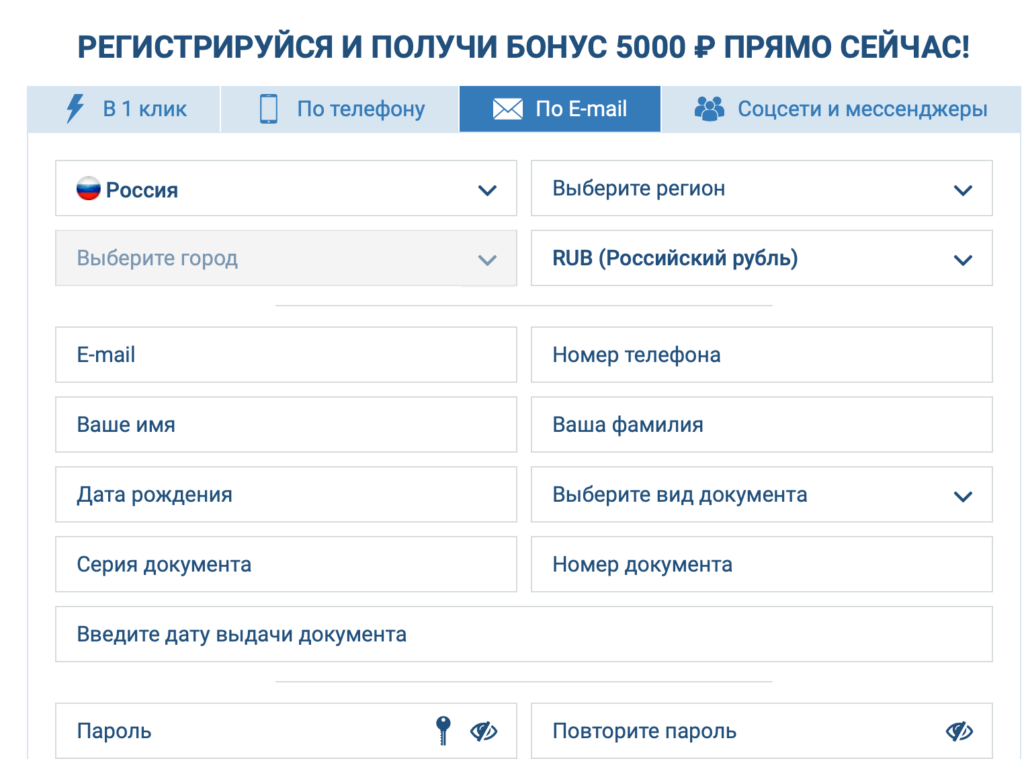 РЕГИСТРИРУЙСЯ И ПОЛУЧИ БОНУС 5000 ₽ ПРЯМО СЕЙЧАС!
В 1 клик По телефону По E-mail Соцсети и мессенджеры
Россия Выберите регион
Выберите город RUB (Российский рубль)
E-mail Номер телефона
Ваше имя Ваша фамилия
Дата рождения Выберите вид документа
Серия документа Номер документа
Введите дату выдачи документа
Пароль Повторите пароль